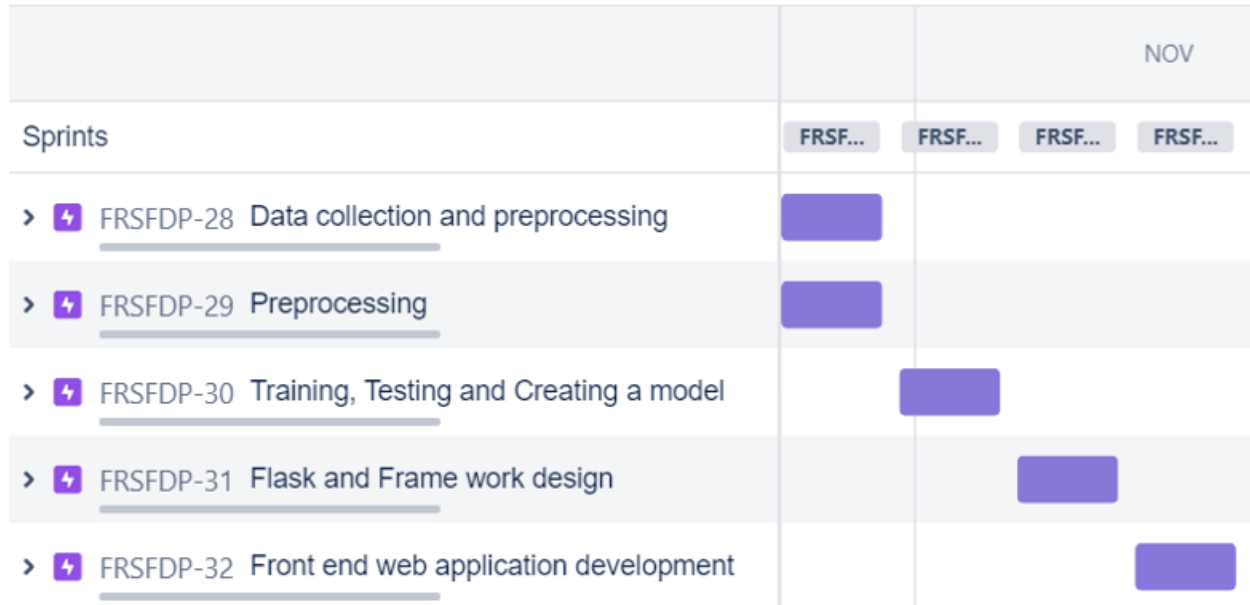 NOV
Sprints FRSF... FRSF... FRSF... FRSF...
FRSFDP-28 Data collection and preprocessing
FRSFDP-29 Preprocessing
FRSFDP-30 Training, Testing and Creating a model
FRSFDP-31 Flask and Frame work design
FRSFDP-32 Front end web application development